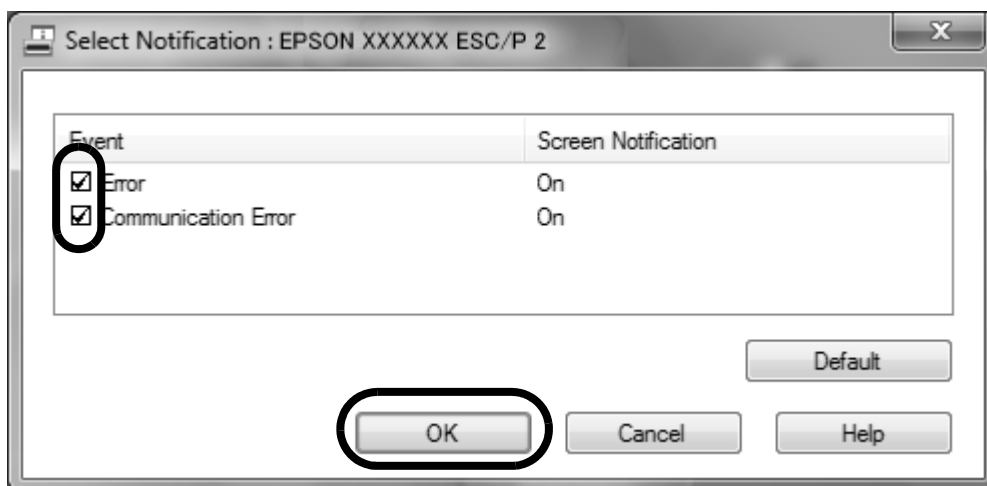 Select Notification : EPSON XXXXXX ESC/P 2
Event Screen Notification
Error On
Communication Error On
Default
OK Cancel Help